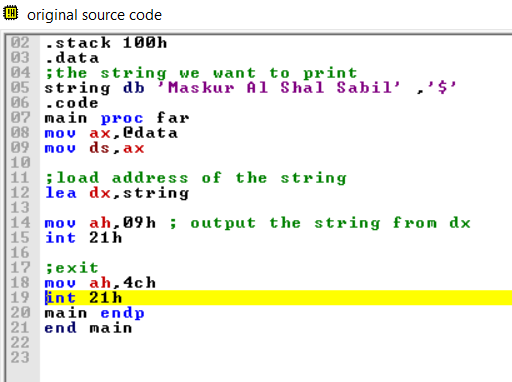 original source code
02 .stack 100h
03 .data
04 ;the string we want to print
05 string db 'Maskur Al Shal Sabil' ,'$'
06 .code
07 main proc far
08 mov ax,@data
09 mov ds,ax
10
11 ;load address of the string
12 lea dx,string
13
14 mov ah,09h ; output the string from dx
15 int 21h
16
17 ;exit
18 mov ah,4ch
19 int 21h
20 main endp
21 end main
22
23